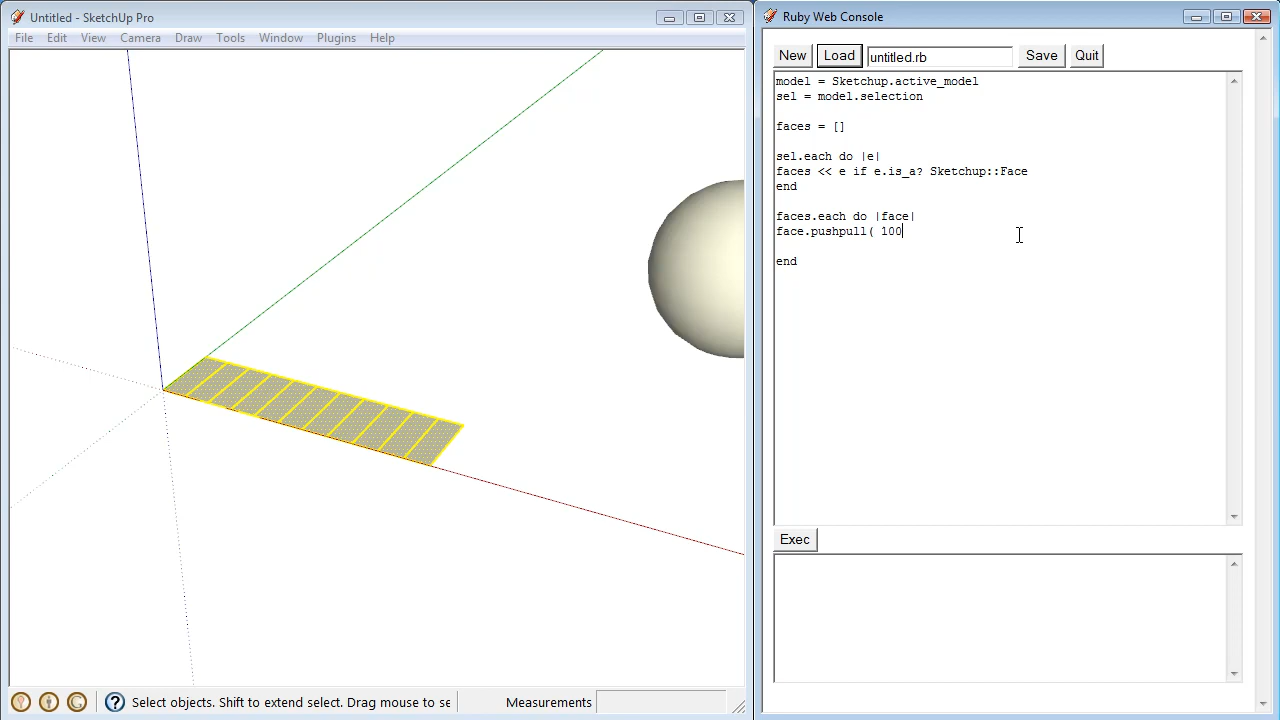 Untitled - SketchUp Pro
File Edit View Camera Draw Tools Window Plugins Help
Ruby Web Console
New Load untitled.rb Save Quit
model = Sketchup.active_model
sel = model.selection
faces = []
sel.each do |e|
faces << e if e.is_a? Sketchup::Face
end
faces.each do |face|
face.pushpull( 100
end
Exec
G ? Select objects. Shift to extend select. Drag mouse to se
Measurements